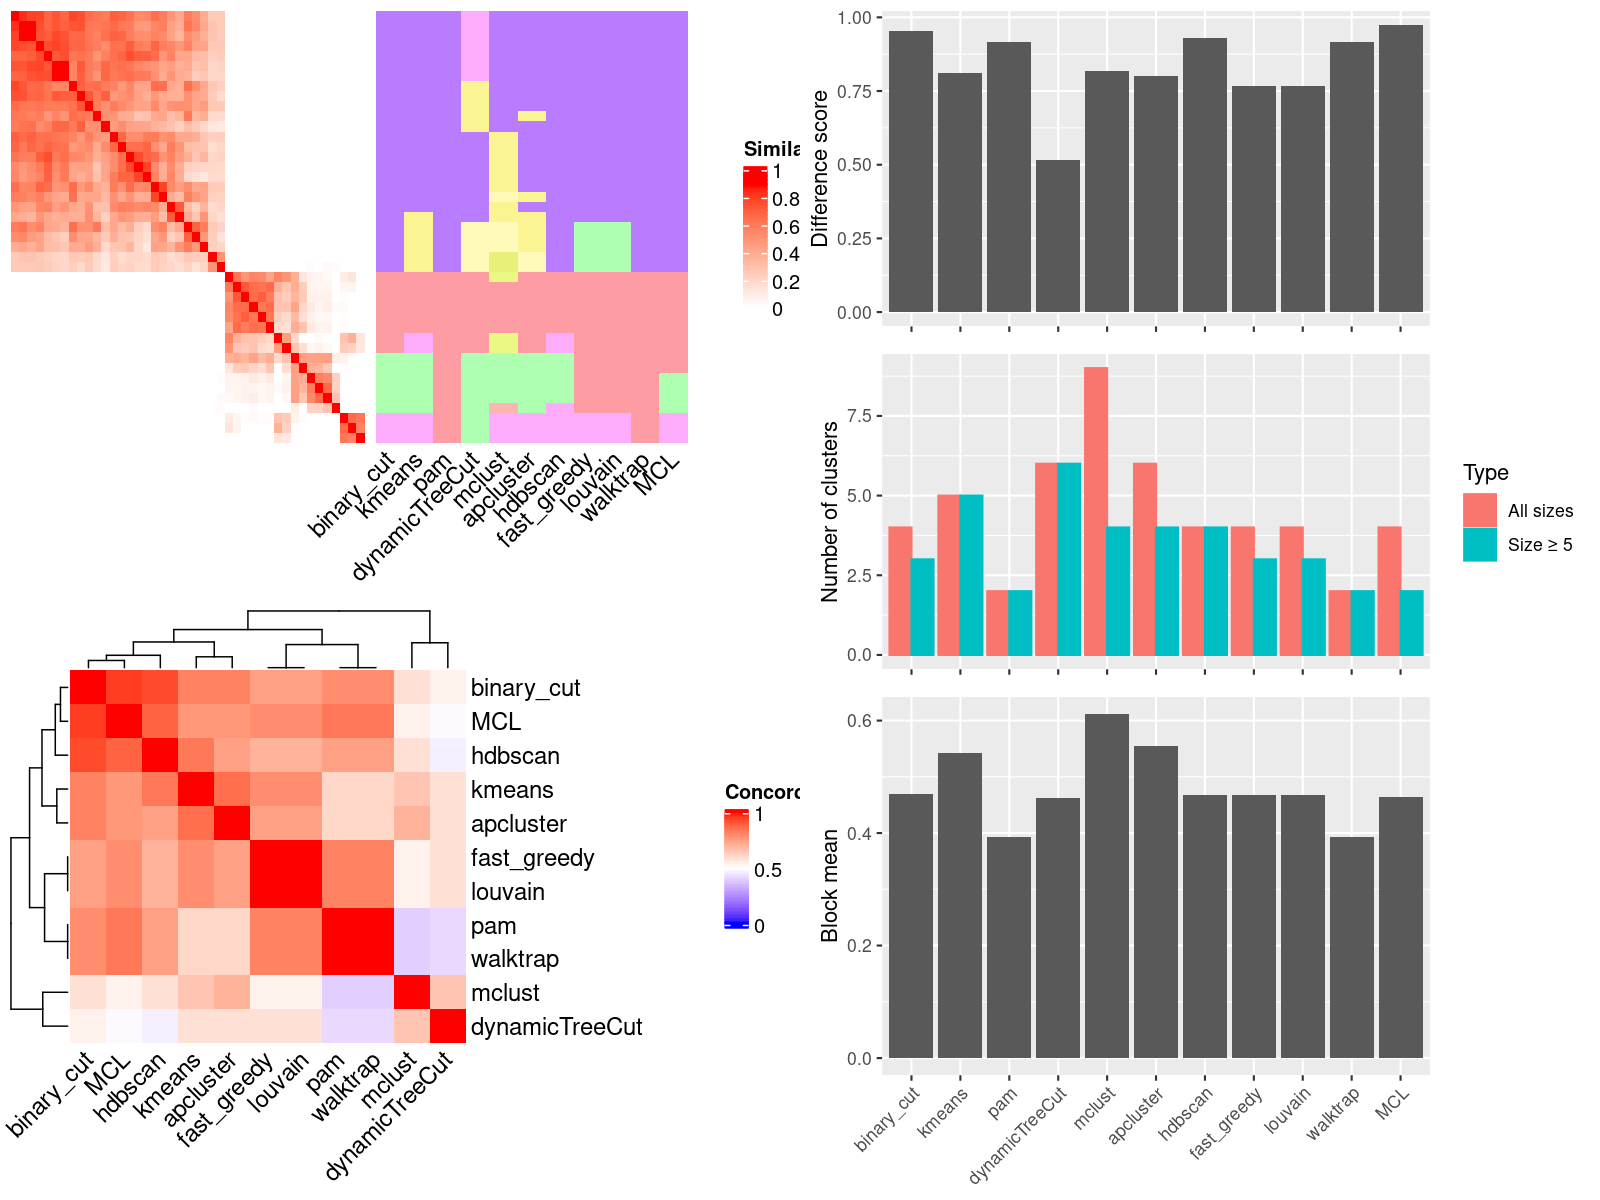 Simila
1
0.8
0.6
0.4
0.2
0
binary_cut
kmeans
pam
dynamicTreeCut
mclust
apcluster
hdbscan
fast_greedy
louvain
walktrap
MCL
binary_cut
MCL
hdbscan
kmeans
apcluster
fast_greedy
louvain
pam
walktrap
mclust
dynamicTreeCut
Concord
1
0.5
0
binary_cut
MCL
hdbscan
kmeans
apcluster
fast_greedy
louvain
pam
walktrap
mclust
dynamicTreeCut
Difference score
1.00
0.75
0.50
0.25
0.00
Number of clusters
7.5
5.0
2.5
0.0
Type
All sizes
Size ≥ 5
Block mean
0.6
0.4
0.2
0.0
binary_cut
kmeans
pam
dynamicTreeCut
mclust
apcluster
hdbscan
fast_greedy
louvain
walktrap
MCL